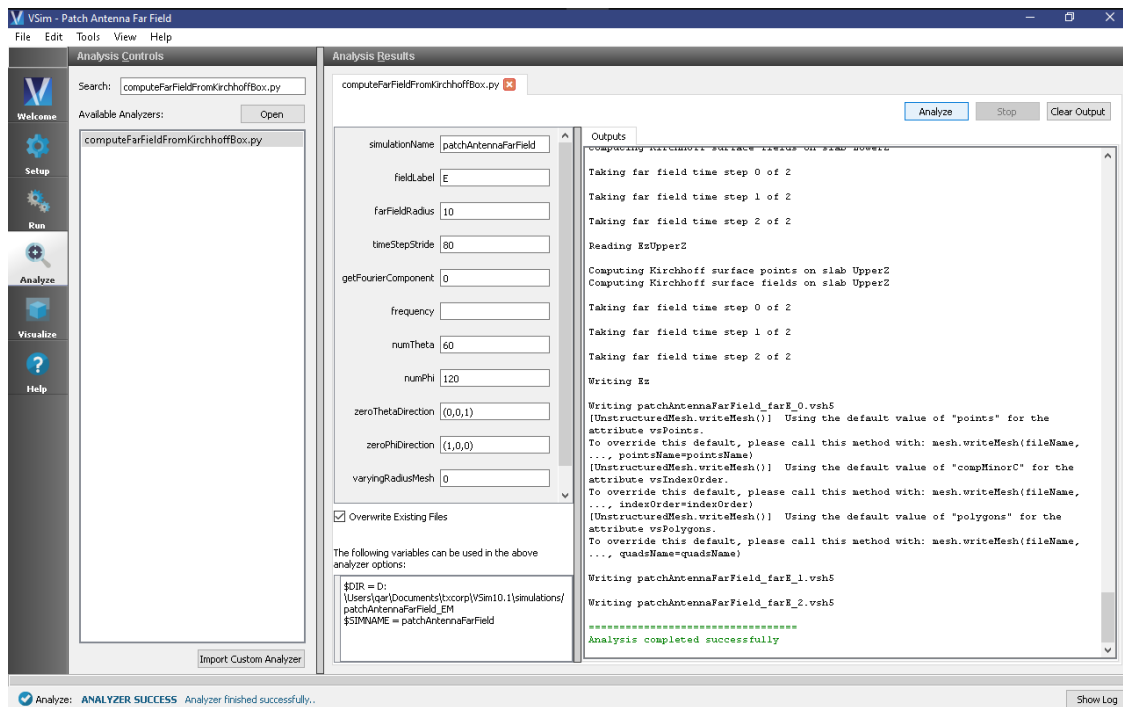 VSim - Patch Antenna Far Field
File Edit Tools View Help
Welcome
Setup
Run
Analyze
Visualize
Help
Analysis Controls
Search: computeFarFieldFromKirchhoffBox.py
Available Analyzers: Open
computeFarFieldFromKirchhoffBox.py
Import Custom Analyzer
Analysis Results
computeFarFieldFromKirchhoffBox.py
Analyze Stop Clear Output
simulationName patchAntennaFarField
fieldLabel E
farFieldRadius 10
timeStepStride 80
getFourierComponent 0
frequency
numTheta 60
numPhi 120
zeroThetaDirection (0,0,1)
zeroPhiDirection (1,0,0)
varyingRadiusMesh 0
Overwrite Existing Files
The following variables can be used in the above
analyzer options:
$DIR = D:
\Users\qar\Documents\txcorp\VSim10.1\simulations/
patchAntennaFarField_EM
$SIMNAME = patchAntennaFarField
Outputs
Computing Kirchhoff surface fields on slab LowerZ
Taking far field time step 0 of 2
Taking far field time step 1 of 2
Taking far field time step 2 of 2
Reading EzUpperZ
Computing Kirchhoff surface points on slab UpperZ
Computing Kirchhoff surface fields on slab UpperZ
Taking far field time step 0 of 2
Taking far field time step 1 of 2
Taking far field time step 2 of 2
Writing Ez
Writing patchAntennaFarField_farE_0.vsh5
[UnstructuredMesh.writeMesh()] Using the default value of "points" for the
attribute vsPoints.
To override this default, please call this method with: mesh.writeMesh(fileName,
..., pointsName=pointsName)
[UnstructuredMesh.writeMesh()] Using the default value of "compMinorC" for the
attribute vsIndexOrder.
To override this default, please call this method with: mesh.writeMesh(fileName,
..., indexOrder=indexOrder)
[UnstructuredMesh.writeMesh()] Using the default value of "polygons" for the
attribute vsPolygons.
To override this default, please call this method with: mesh.writeMesh(fileName,
..., quadsName=quadsName)
Writing patchAntennaFarField_farE_1.vsh5
Writing patchAntennaFarField_farE_2.vsh5
================================
Analysis completed successfully
Analyze: ANALYZER SUCCESS Analyzer finished successfully..
Show Log